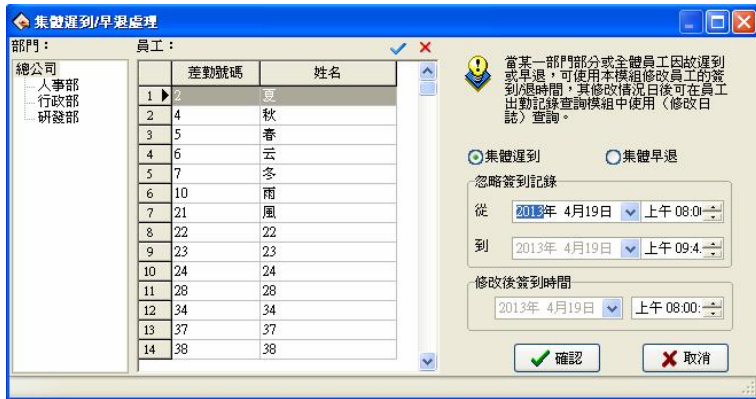 集體遲到/早退處理
部門：
總公司
人事部
行政部
研發部
員工：
差勤號碼 姓名
1 2 夏
2 4 秋
3 5 春
4 6 云
5 7 冬
6 10 雨
7 21 風
8 22 22
9 23 23
10 24 24
11 28 28
12 34 34
13 37 37
14 38 38
當某一部門部分或全體員工因故遲到
或早退，可使用本模組修改員工的簽
到/退時間，其修改情況日後可在員工
出勤記錄查詢模組中使用（修改日
誌）查詢。
集體遲到 集體早退
忽略簽到記錄
從 2013年 4月19日 上午 08:0
到 2013年 4月19日 上午 09:4
修改後簽到時間
2013年 4月19日 上午 08:00:
確認 取消